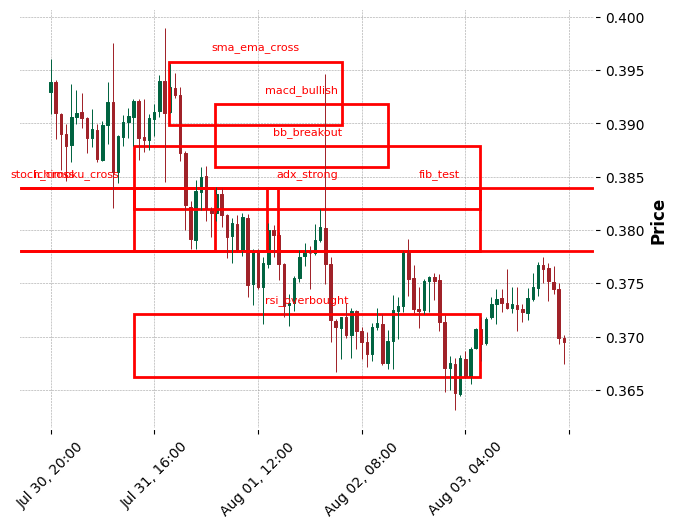 0.400
sma_ema_cross
0.395
macd_bullish
0.390
bb_breakout
0.385
adx_strong
fib_test
0.380
0.375
rsi_overbought
0.370
0.365
Price
Jul 30, 20:00
Jul 31, 16:00
Aug 01, 12:00
Aug 02, 08:00
Aug 03, 04:00